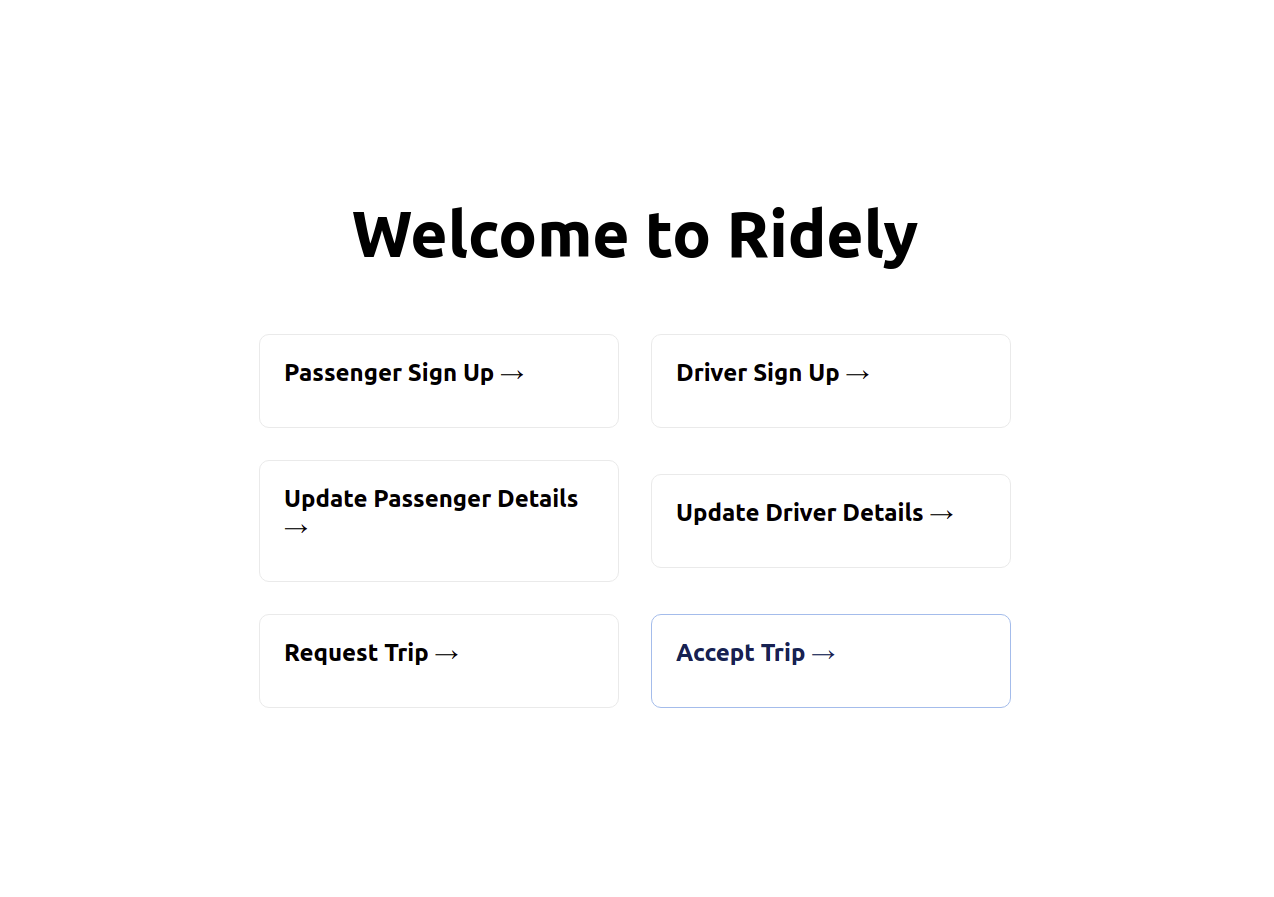 Welcome to Ridely
Passenger Sign Up →
Driver Sign Up →
Update Passenger Details
→
Update Driver Details →
Request Trip →
Accept Trip →